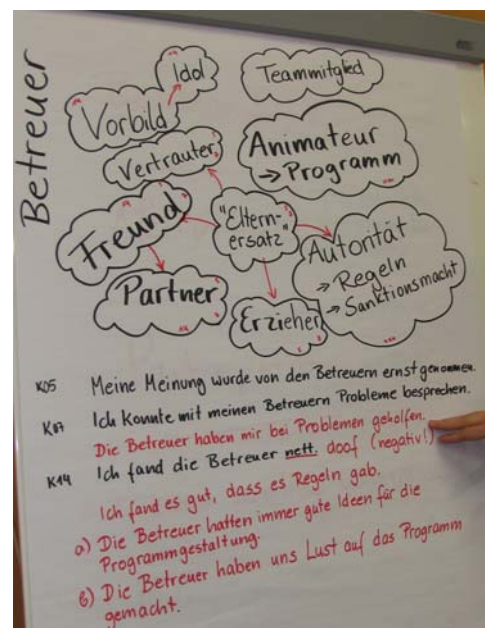 Betreuer
Idol
Teammitglied
Vorbild
Vertrauter
Animateur
→ Programm
Freund
"Eltern-
ersatz"
Autorität
→ Regeln
→ Sanktionsmacht
Partner
Erzieher
K05 Meine Meinung wurde von den Betreuern ernst genommen.
K07 Ich konnte mit meinen Betreuern Probleme besprechen.
Die Betreuer haben mir bei Problemen geholfen.
K14 Ich fand die Betreuer nett. doof (negativ!)
Ich fand es gut, dass es Regeln gab.
a) Die Betreuer hatten immer gute Ideen für die
Programmgestaltung.
b) Die Betreuer haben uns Lust auf das Programm
gemacht.